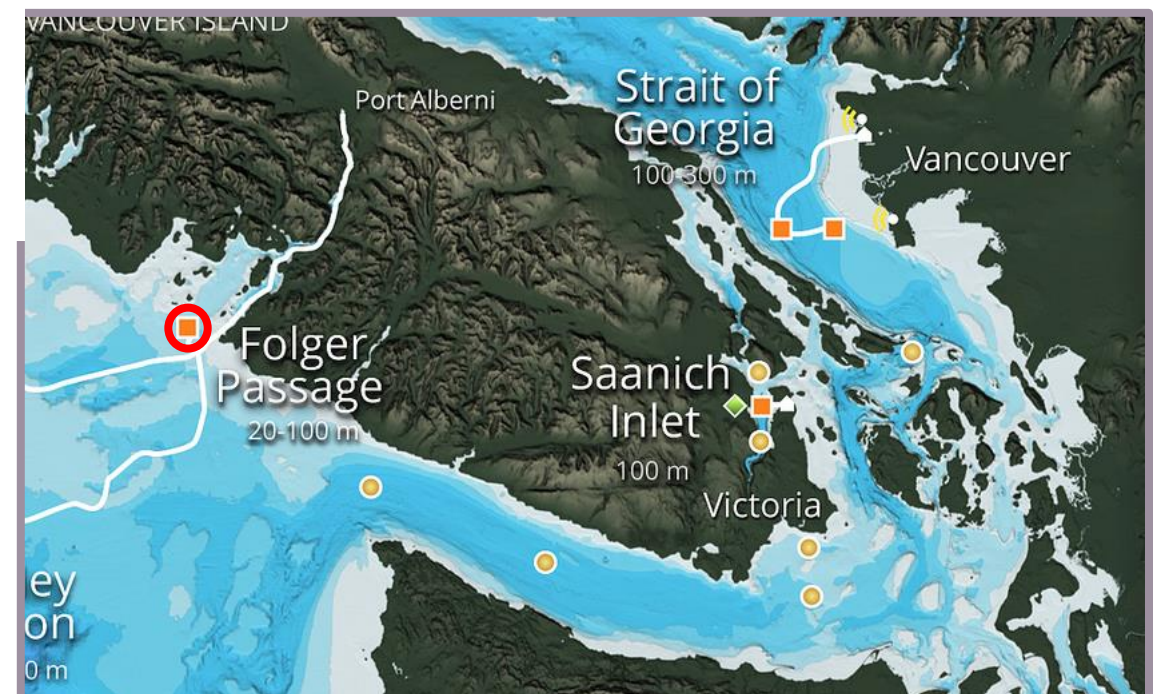 VANCOUVER ISLAND
Port Alberni
Strait of
Georgia
100-300 m
Vancouver
Folger
Passage
20-100 m
Saanich
Inlet
100 m
Victoria
ey
on
0 m